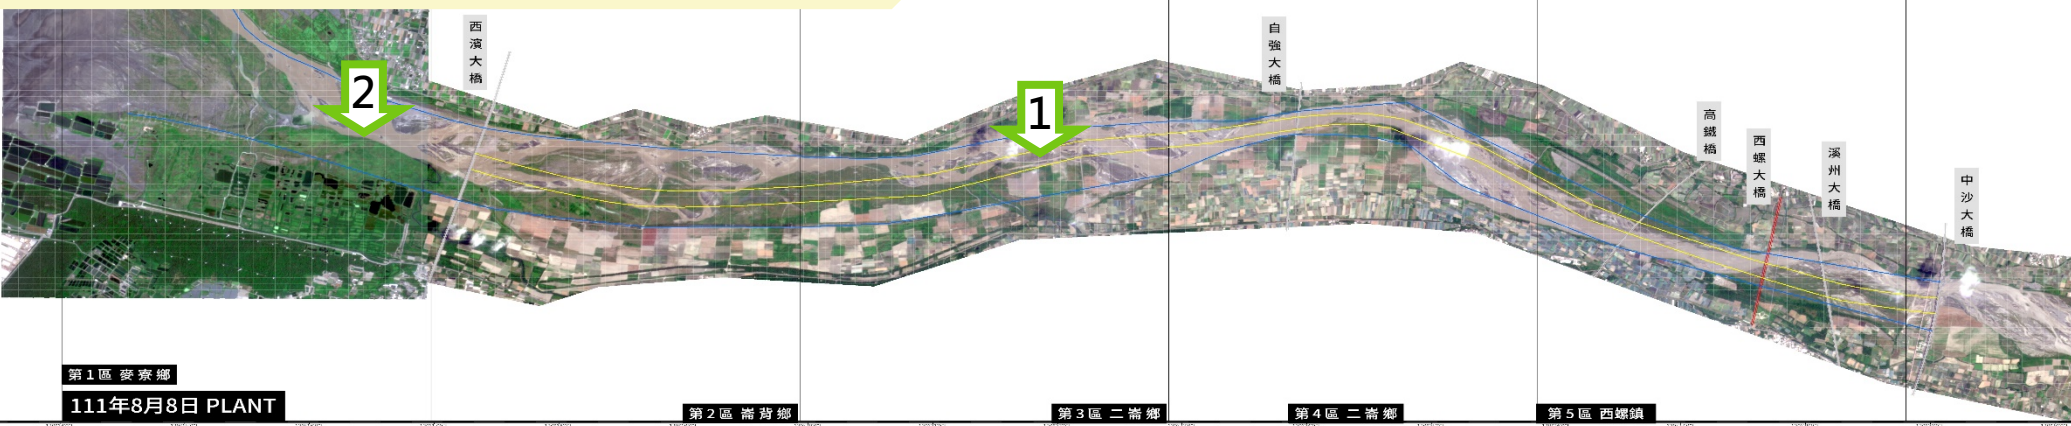 西濱大橋
自強大橋
高鐵橋
西螺大橋
溪州大橋
中沙大橋
2
1
第1區 麥寮鄉
111年8月8日 PLANT
第2區 崙背鄉
第3區 二崙鄉
第4區 二崙鄉
第5區 西螺鎮